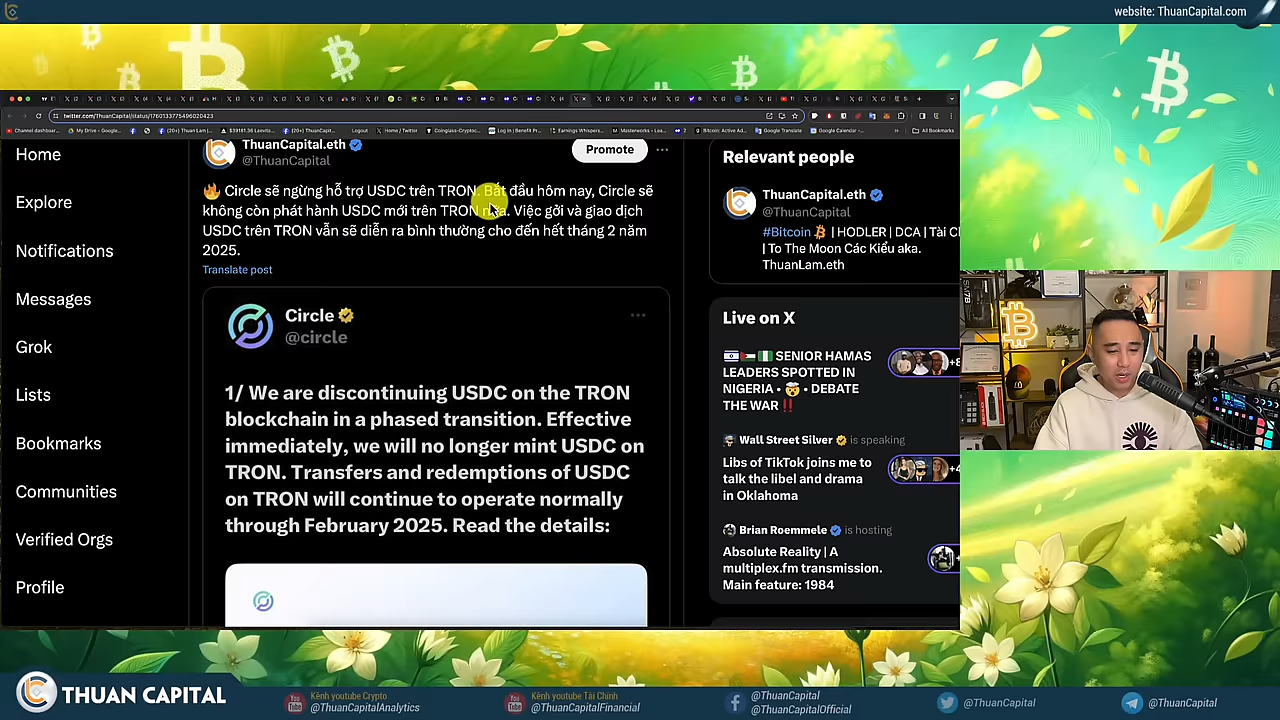 website: ThuanCapital.com
twitter.com/ThuanCapital/status/1760133775496020423
Home
Explore
Notifications
Messages
Grok
Lists
Bookmarks
Communities
Verified Orgs
Profile
ThuanCapital.eth
@ThuanCapital
Promote
🔥 Circle sẽ ngừng hỗ trợ USDC trên TRON. Bắt đầu hôm nay, Circle sẽ
không còn phát hành USDC mới trên TRON nữa. Việc gởi và giao dịch
USDC trên TRON vẫn sẽ diễn ra bình thường cho đến hết tháng 2 năm
2025.
Translate post
Circle
@circle
1/ We are discontinuing USDC on the TRON
blockchain in a phased transition. Effective
immediately, we will no longer mint USDC on
TRON. Transfers and redemptions of USDC
on TRON will continue to operate normally
through February 2025. Read the details:
Relevant people
ThuanCapital.eth
@ThuanCapital
#Bitcoin | HODLER | DCA | Tài Cl
| To The Moon Các Kiểu aka.
ThuanLam.eth
Live on X
🇮🇱🇵🇸🇳🇬 SENIOR HAMAS
LEADERS SPOTTED IN
NIGERIA • 🤯 • DEBATE
THE WAR ‼️
Wall Street Silver is speaking
Libs of TikTok joins me to
talk the libel and drama
in Oklahoma
Brian Roemmele is hosting
Absolute Reality | A
multiplex.fm transmission.
Main feature: 1984
THUAN CAPITAL
Kênh youtube Crypto
@ThuanCapitalAnalytics
Kênh youtube Tài Chính
@ThuanCapitalFinancial
@ThuanCapital
@ThuanCapitalOfficial
@ThuanCapital
@ThuanCapital